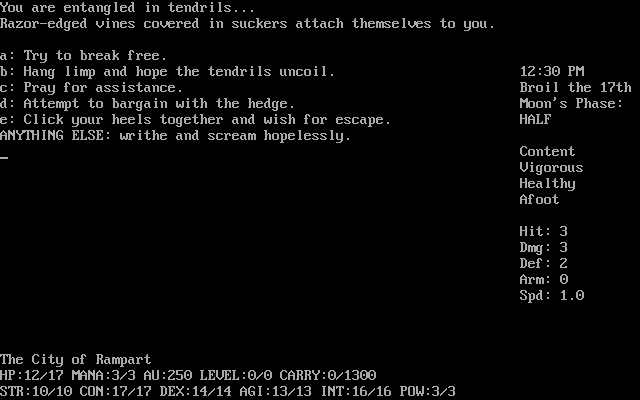 You are entangled in tendrils...
Razor-edged vines covered in suckers attach themselves to you.
a: Try to break free.
b: Hang limp and hope the tendrils uncoil.
c: Pray for assistance.
d: Attempt to bargain with the hedge.
e: Click your heels together and wish for escape.
ANYTHING ELSE: writhe and scream hopelessly.
_
12:30 PM
Broil the 17th
Moon's Phase:
HALF
Content
Vigorous
Healthy
Afoot
Hit: 3
Dmg: 3
Def: 2
Arm: 0
Spd: 1.0
The City of Rampart
HP:12/17 MANA:3/3 AU:250 LEVEL:0/0 CARRY:0/1300
STR:10/10 CON:17/17 DEX:14/14 AGI:13/13 INT:16/16 POW:3/3